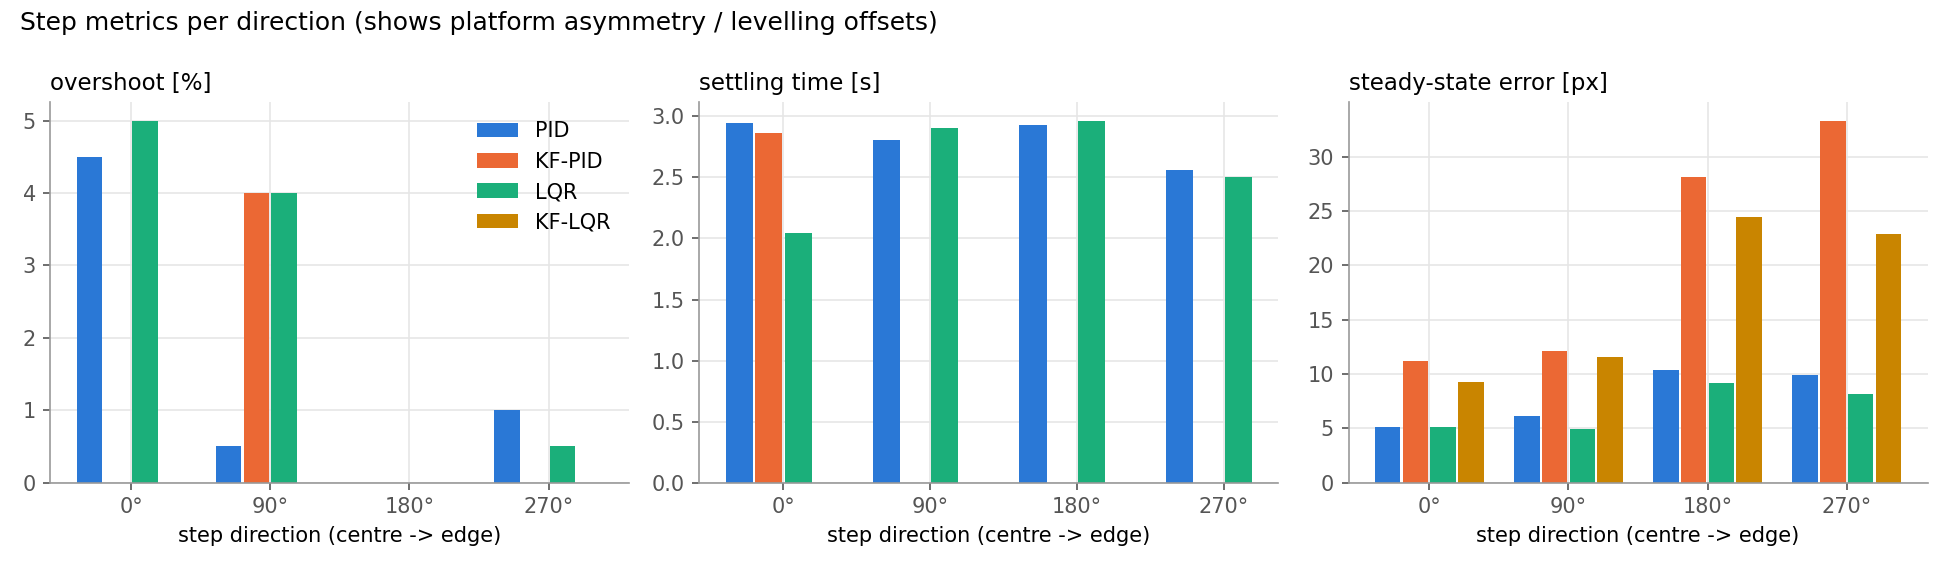 Step metrics per direction (shows platform asymmetry / levelling offsets)
overshoot [%]
5
4
3
2
1
0
PID
KF-PID
LQR
KF-LQR
0° 90° 180° 270°
step direction (centre -> edge)
settling time [s]
3.0
2.5
2.0
1.5
1.0
0.5
0.0
0° 90° 180° 270°
step direction (centre -> edge)
steady-state error [px]
30
25
20
15
10
5
0
0° 90° 180° 270°
step direction (centre -> edge)